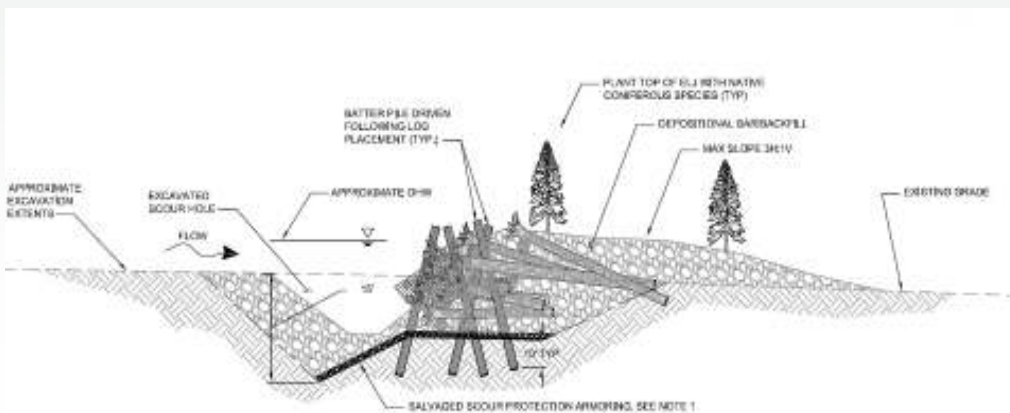 PLANT TOP OF ELJ WITH NATIVE
CONIFEROUS SPECIES (TYP)
BATTER PILE DRIVEN
FOLLOWING LOG
PLACEMENT (TYP.)
DEPOSITIONAL BAR/BACKFILL
MAX SLOPE 3H:1V
APPROXIMATE
EXCAVATION
EXTENTS
EXCAVATED
SCOUR HOLE
APPROXIMATE OHW
EXISTING GRADE
FLOW
10' TYP
SALVAGED SCOUR PROTECTION ARMORING, SEE NOTE 1